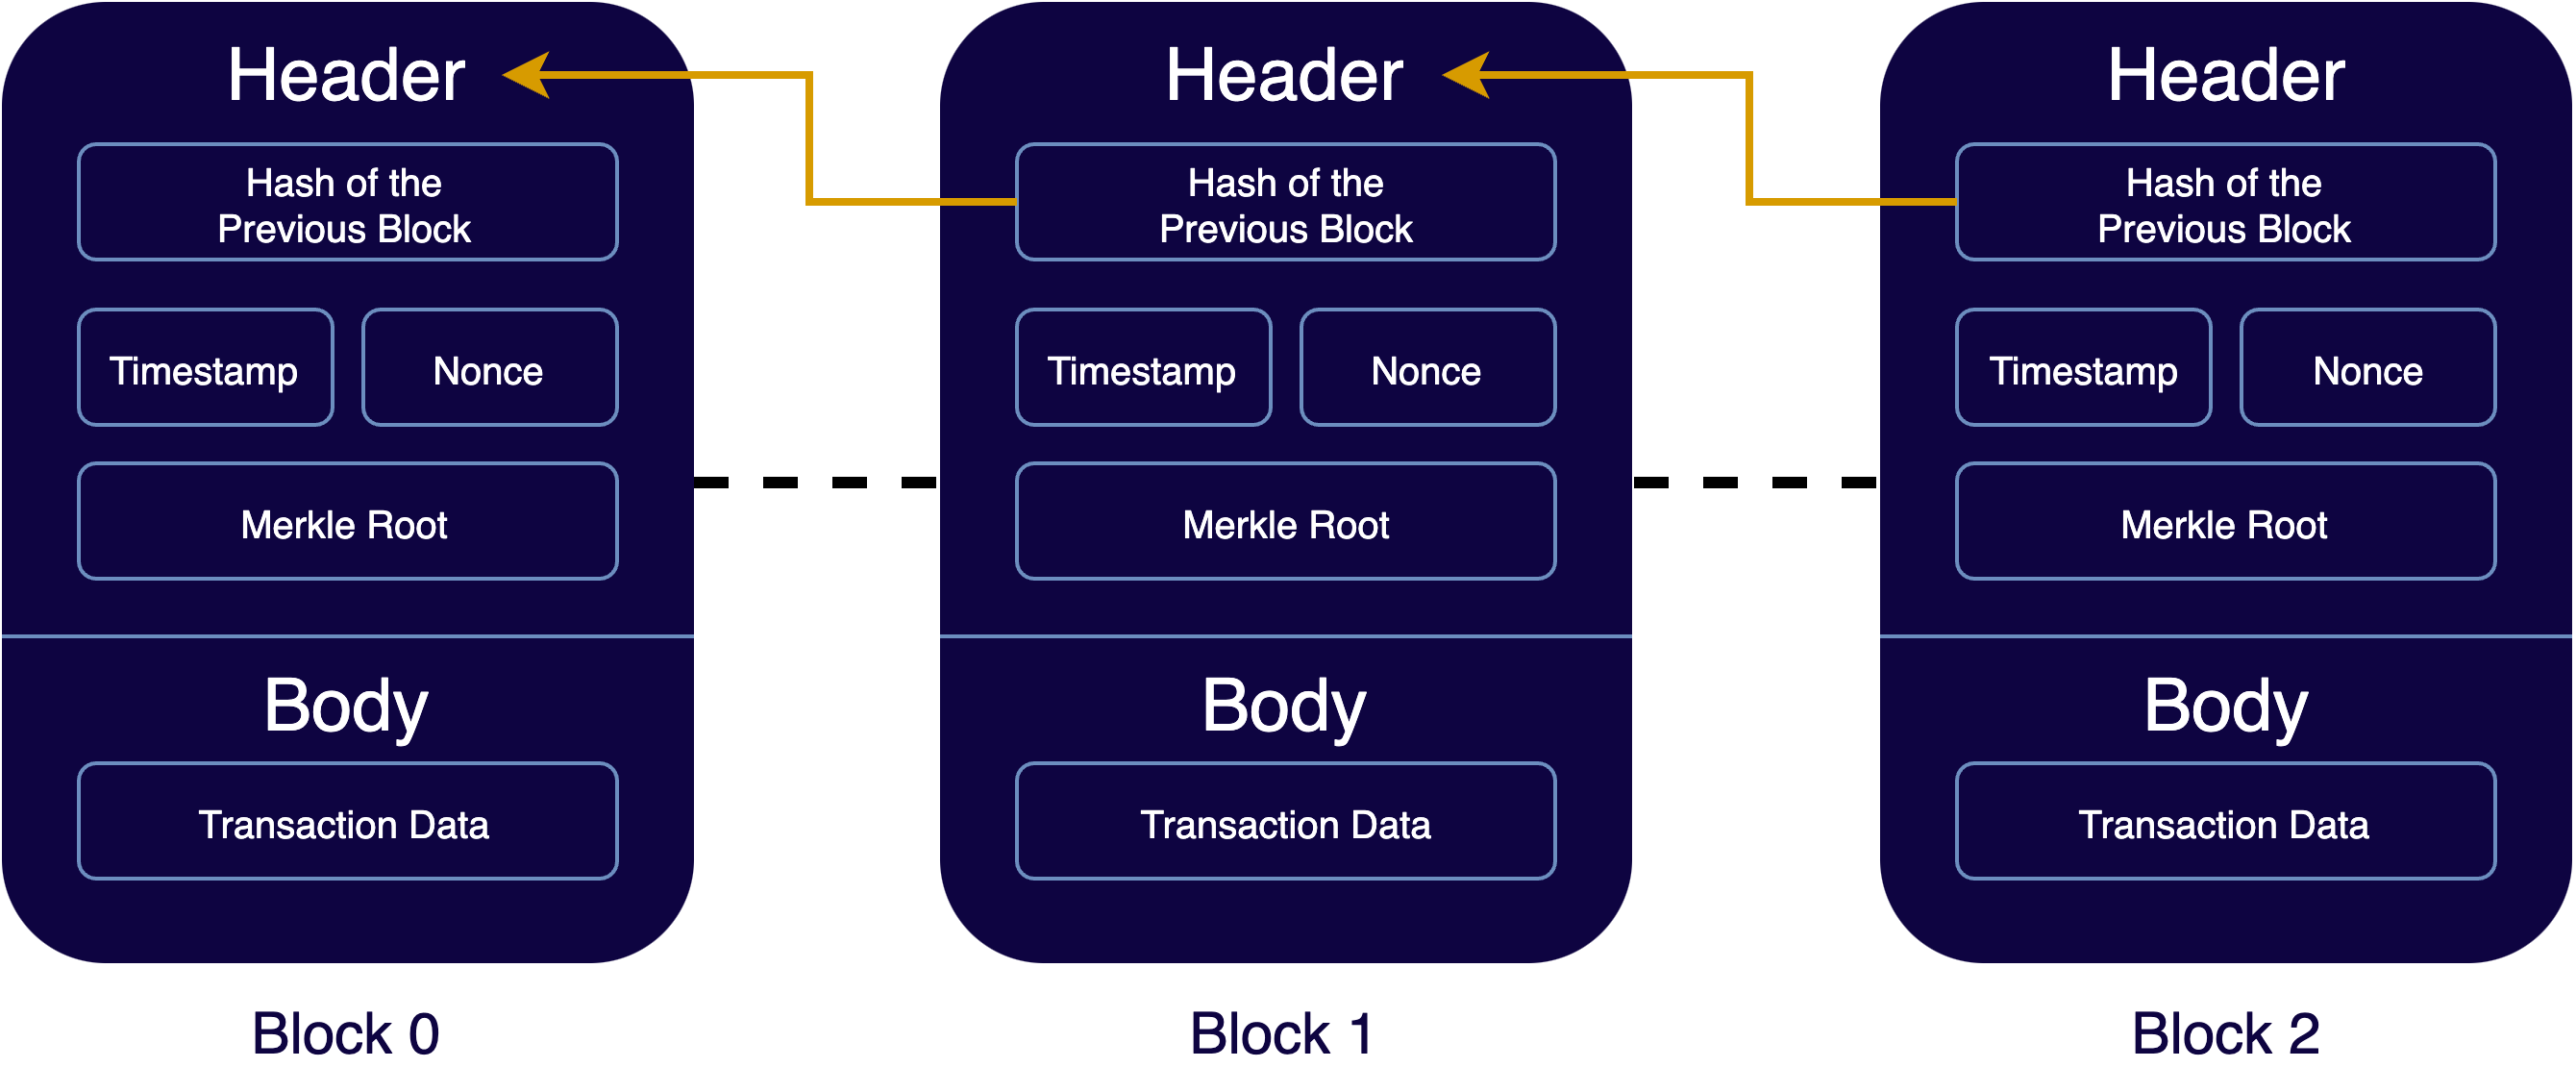 Header
Hash of the
Previous Block
Timestamp
Nonce
Merkle Root
Body
Transaction Data
Block 0
Header
Hash of the
Previous Block
Timestamp
Nonce
Merkle Root
Body
Transaction Data
Block 1
Header
Hash of the
Previous Block
Timestamp
Nonce
Merkle Root
Body
Transaction Data
Block 2